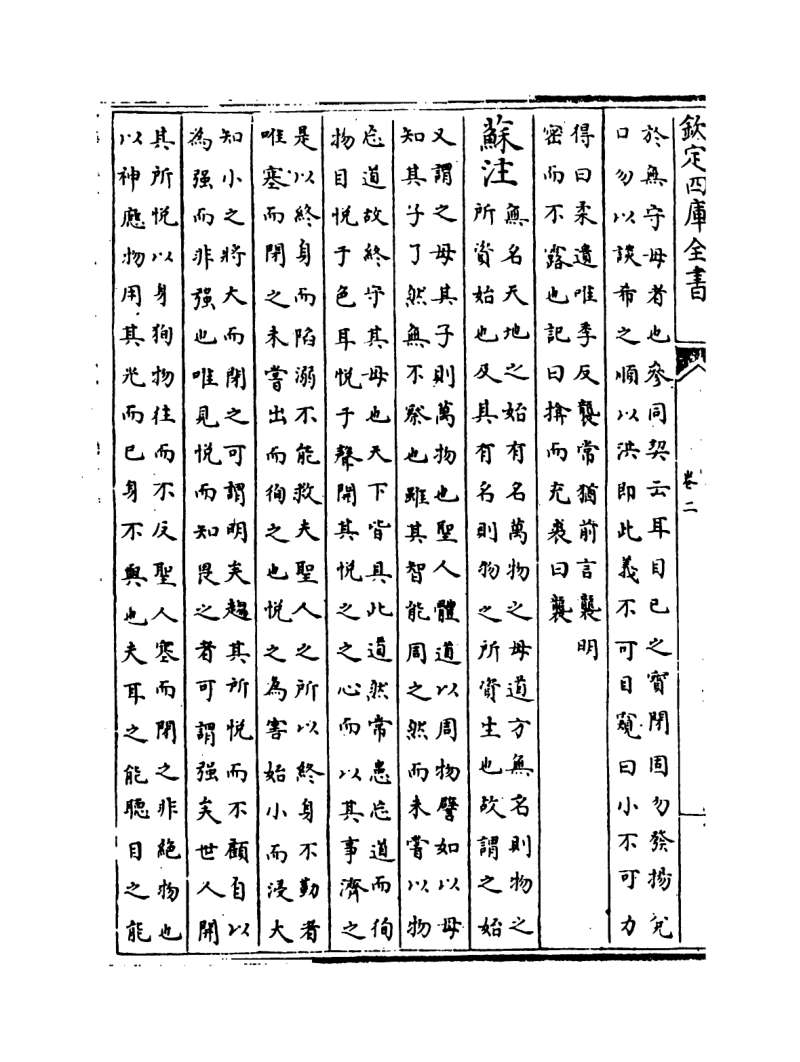 欽定四庫全書
卷二
於無守母者也參同契云耳目已之寳閉固勿發揚兊
口勿以談希之順以洪即此義不可目窺曰小不可力
得曰柔遺唯季反襲常猶前言襲明
密而不露也記曰揜而充裘曰襲
蘇注
無名天地之始有名萬物之母道方無名則物之
所資始也及其有名則物之所資生也故謂之始
又謂之母其子則萬物也聖人體道以周物譬如以母
知其子了然無不察也雖其智能周之然而未嘗以物
忘道故終守其母也天下皆具此道然常患忘道而徇
物目悦于色耳悦于聲開其悦之之心而以其事濟之
是以終身而陷溺不能救夫聖人之所以終身不勤者
唯塞而閉之未嘗出而徇之也悦之為害始小而浸大
知小之將大而閉之可謂明矣趨其所悦而不顧自以
為强而非强也唯見悦而知畏之者可謂强矣世人開
其所悦以身狥物往而不反聖人塞而閉之非絶物也
以神應物用其光而已身不與也夫耳之能聽目之能